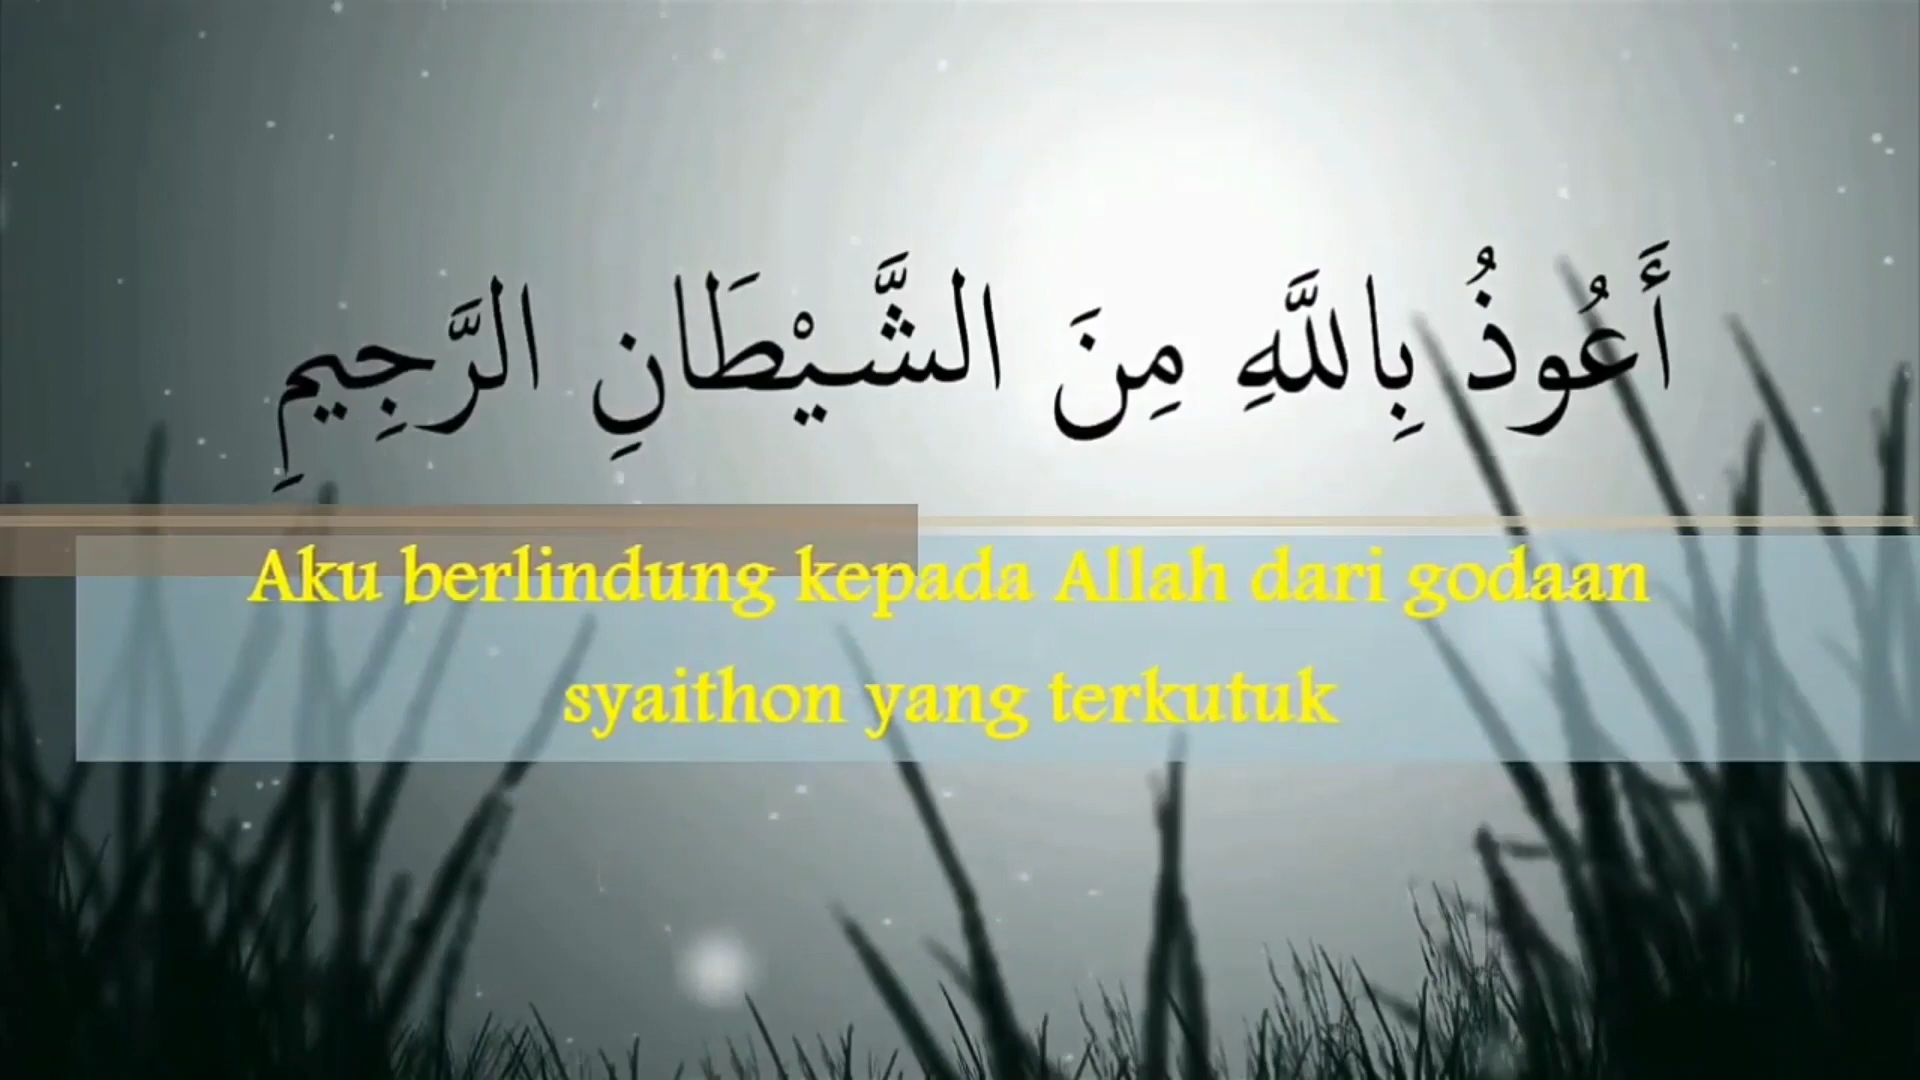 أَعُوذُ بِاللَّهِ مِنَ الشَّيْطَانِ الرَّجِيمِ
Aku berlindung kepada Allah dari godaan
syaithon yang terkutuk